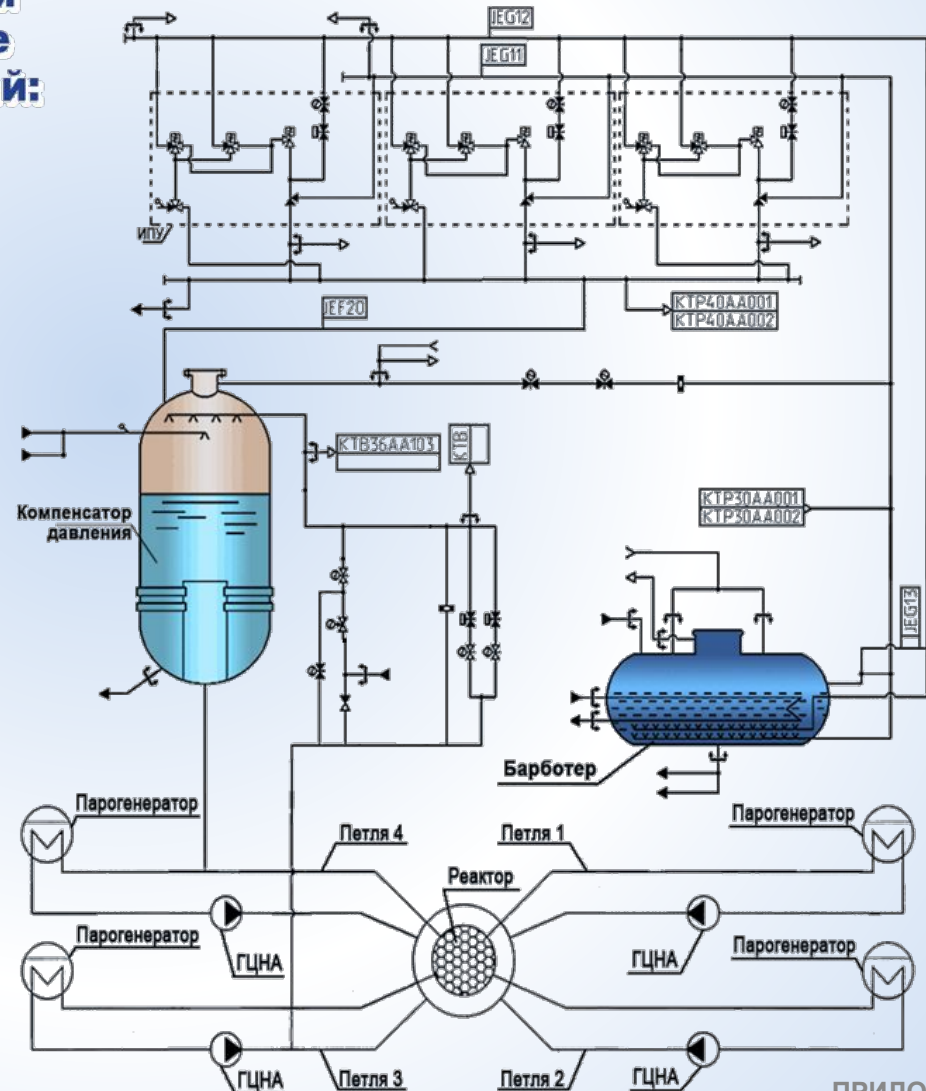 й:
JEG12
JEG11
ИПУ
JEF20
KTP40AA001
KTP40AA002
KTB36AA103
KTB
Компенсатор
давления
KTP30AA001
KTP30AA002
JEG13
Барботер
Парогенератор
Петля 4
Петля 1
Парогенератор
Реактор
Парогенератор
ГЦНА
ГЦНА
Парогенератор
ГЦНА
Петля 3
Петля 2
ГЦНА